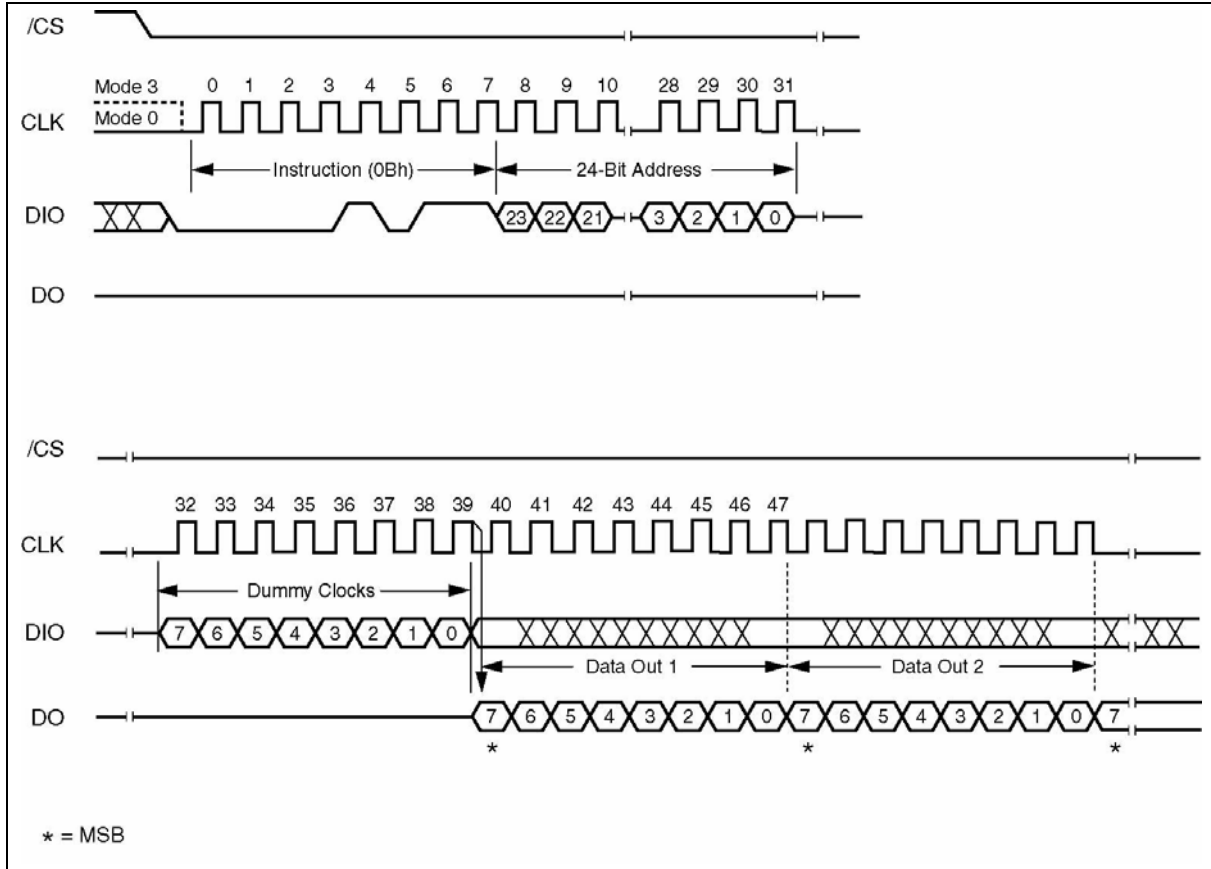 /CS
Mode 3 0 1 2 3 4 5 6 7 8 9 10 28 29 30 31
CLK Mode 0
Instruction (0Bh) 24-Bit Address
DIO 23 22 21 3 2 1 0
DO
/CS
32 33 34 35 36 37 38 39 40 41 42 43 44 45 46 47
CLK
Dummy Clocks
DIO 7 6 5 4 3 2 1 0
Data Out 1 Data Out 2
DO 7 6 5 4 3 2 1 0 7 6 5 4 3 2 1 0 7
* * *
* = MSB